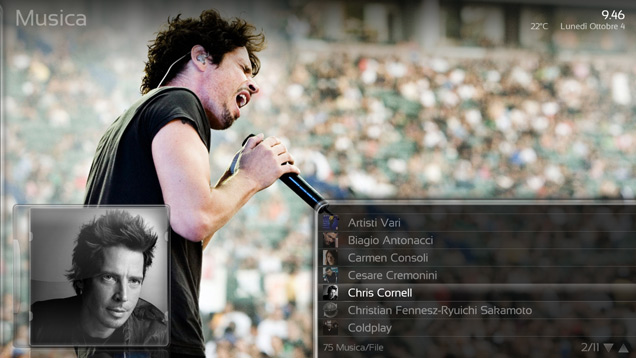 Musica
9.46
22°C Lunedì Ottobre 4
Artisti Vari
Biagio Antonacci
Carmen Consoli
Cesare Cremonini
Chris Cornell
Christian Fennesz-Ryuichi Sakamoto
Coldplay
75 Musica/File
2/11